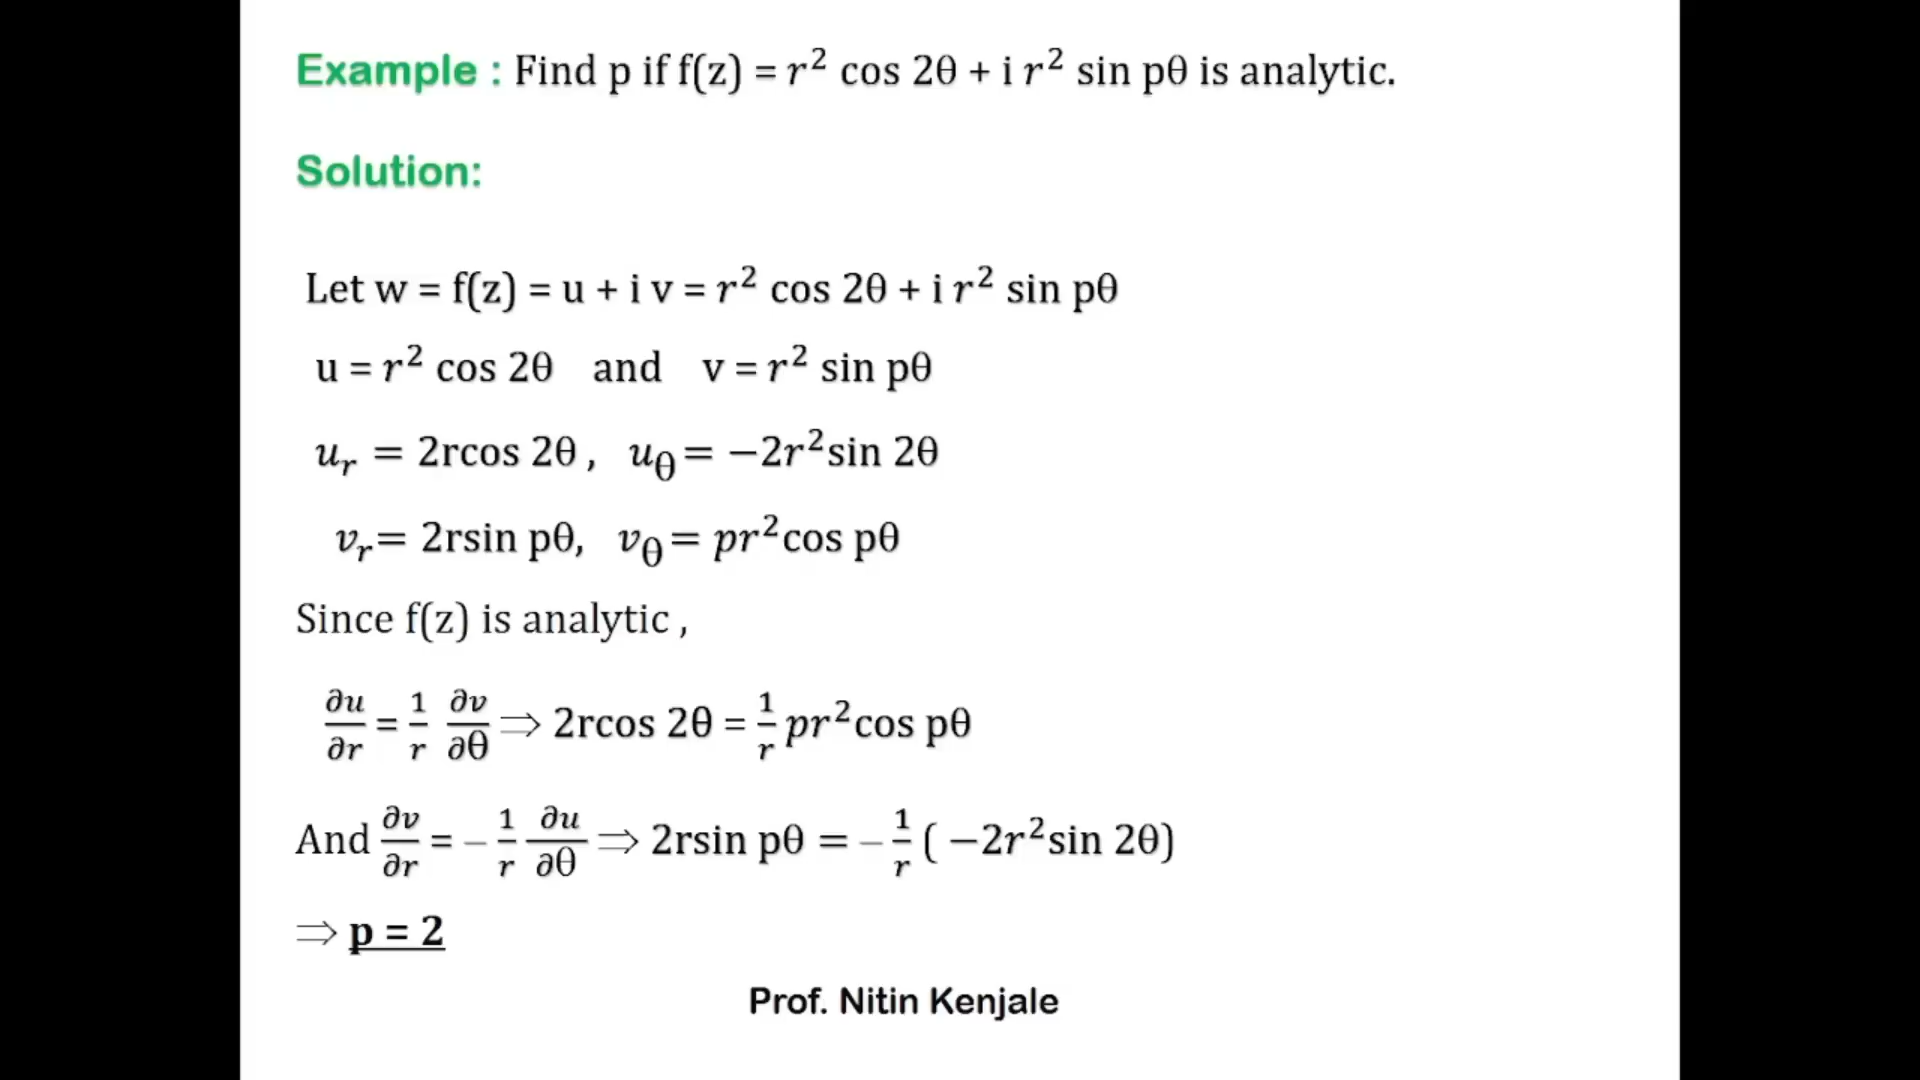 Example : Find p if f(z) = r² cos 2θ + i r² sin pθ is analytic.
Solution:
Let w = f(z) = u + i v = r² cos 2θ + i r² sin pθ
u = r² cos 2θ and v = r² sin pθ
u_r = 2rcos 2θ , u_θ = −2r²sin 2θ
v_r = 2rsin pθ, v_θ = pr²cos pθ
Since f(z) is analytic ,
∂u/∂r = 1/r ∂v/∂θ ⇒ 2rcos 2θ = 1/r pr²cos pθ
And ∂v/∂r = − 1/r ∂u/∂θ ⇒ 2rsin pθ = − 1/r ( −2r²sin 2θ)
⇒ p = 2
Prof. Nitin Kenjale